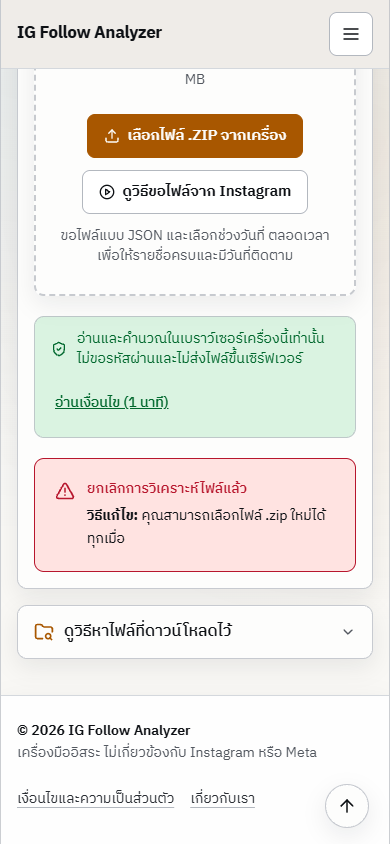 IG Follow Analyzer
MB
เลือกไฟล์ .ZIP จากเครื่อง
ดูวิธีขอไฟล์จาก Instagram
ขอไฟล์แบบ JSON และเลือกช่วงวันที่ ตลอดเวลา
เพื่อให้รายชื่อครบและมีวันที่ติดตาม
อ่านและคำนวณในเบราว์เซอร์เครื่องนี้เท่านั้น
ไม่ขอรหัสผ่านและไม่ส่งไฟล์ขึ้นเซิร์ฟเวอร์
อ่านเงื่อนไข (1 นาที)
ยกเลิกการวิเคราะห์ไฟล์แล้ว
วิธีแก้ไข: คุณสามารถเลือกไฟล์ .zip ใหม่ได้
ทุกเมื่อ
ดูวิธีหาไฟล์ที่ดาวน์โหลดไว้
© 2026 IG Follow Analyzer
เครื่องมืออิสระ ไม่เกี่ยวข้องกับ Instagram หรือ Meta
เงื่อนไขและความเป็นส่วนตัว เกี่ยวกับเรา